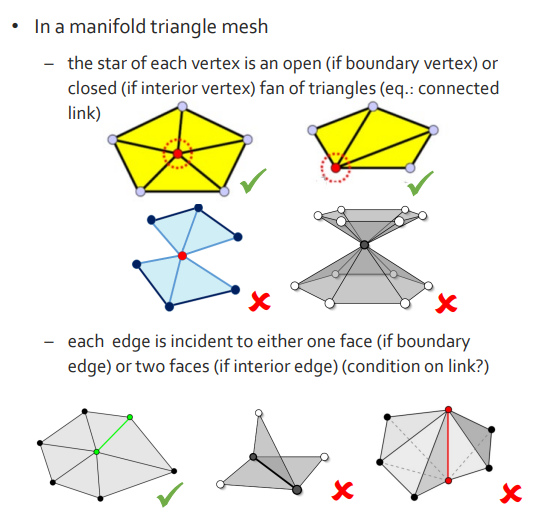 • In a manifold triangle mesh
– the star of each vertex is an open (if boundary vertex) or
closed (if interior vertex) fan of triangles (eq.: connected
link)
– each edge is incident to either one face (if boundary
edge) or two faces (if interior edge) (condition on link?)